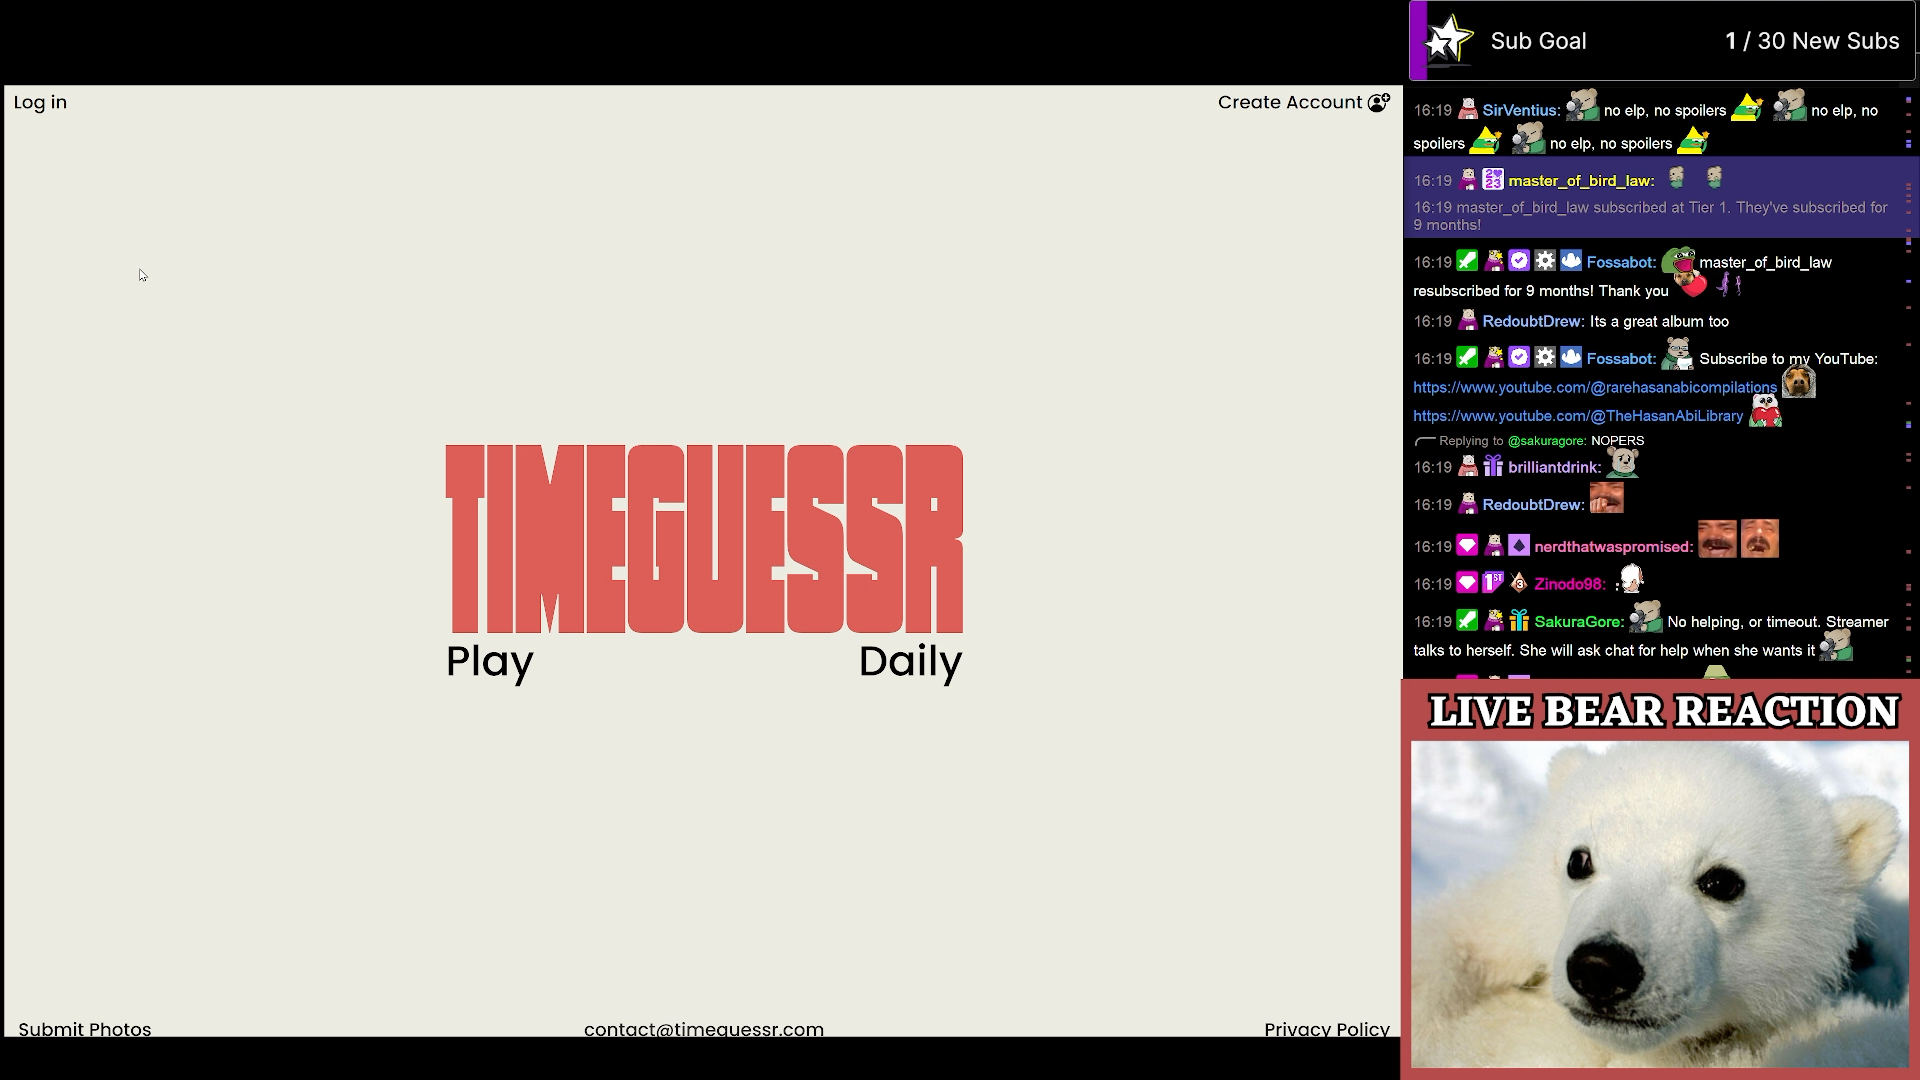 Sub Goal 1 / 30 New Subs
Log in
Create Account
16:19 SirVentius: no elp, no spoilers no elp, no
spoilers no elp, no spoilers
16:19 master_of_bird_law:
16:19 master_of_bird_law subscribed at Tier 1. They've subscribed for
9 months!
16:19 Fossabot: master_of_bird_law
resubscribed for 9 months! Thank you
16:19 RedoubtDrew: Its a great album too
16:19 Fossabot: Subscribe to my YouTube:
https://www.youtube.com/@rarehasanabicompilations
https://www.youtube.com/@TheHasanAbiLibrary
Replying to @sakuragore: NOPERS
16:19 brilliantdrink:
16:19 RedoubtDrew:
16:19 nerdthatwaspromised:
16:19 Zinodo98: :
16:19 SakuraGore: No helping, or timeout. Streamer
talks to herself. She will ask chat for help when she wants it
TIMEGUESSR
Play
Daily
LIVE BEAR REACTION
Submit Photos
contact@timeguessr.com
Privacy Policy